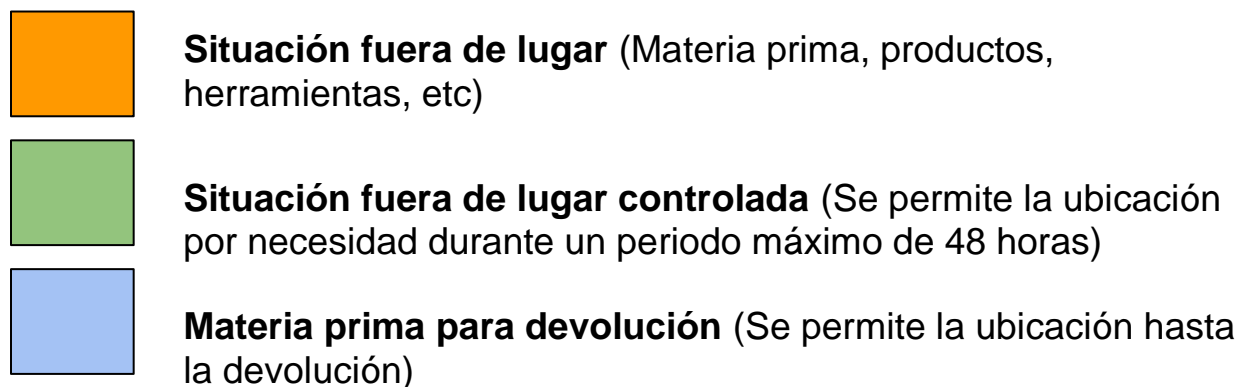 Situación fuera de lugar (Materia prima, productos,
herramientas, etc)
Situación fuera de lugar controlada (Se permite la ubicación
por necesidad durante un periodo máximo de 48 horas)
Materia prima para devolución (Se permite la ubicación hasta
la devolución)